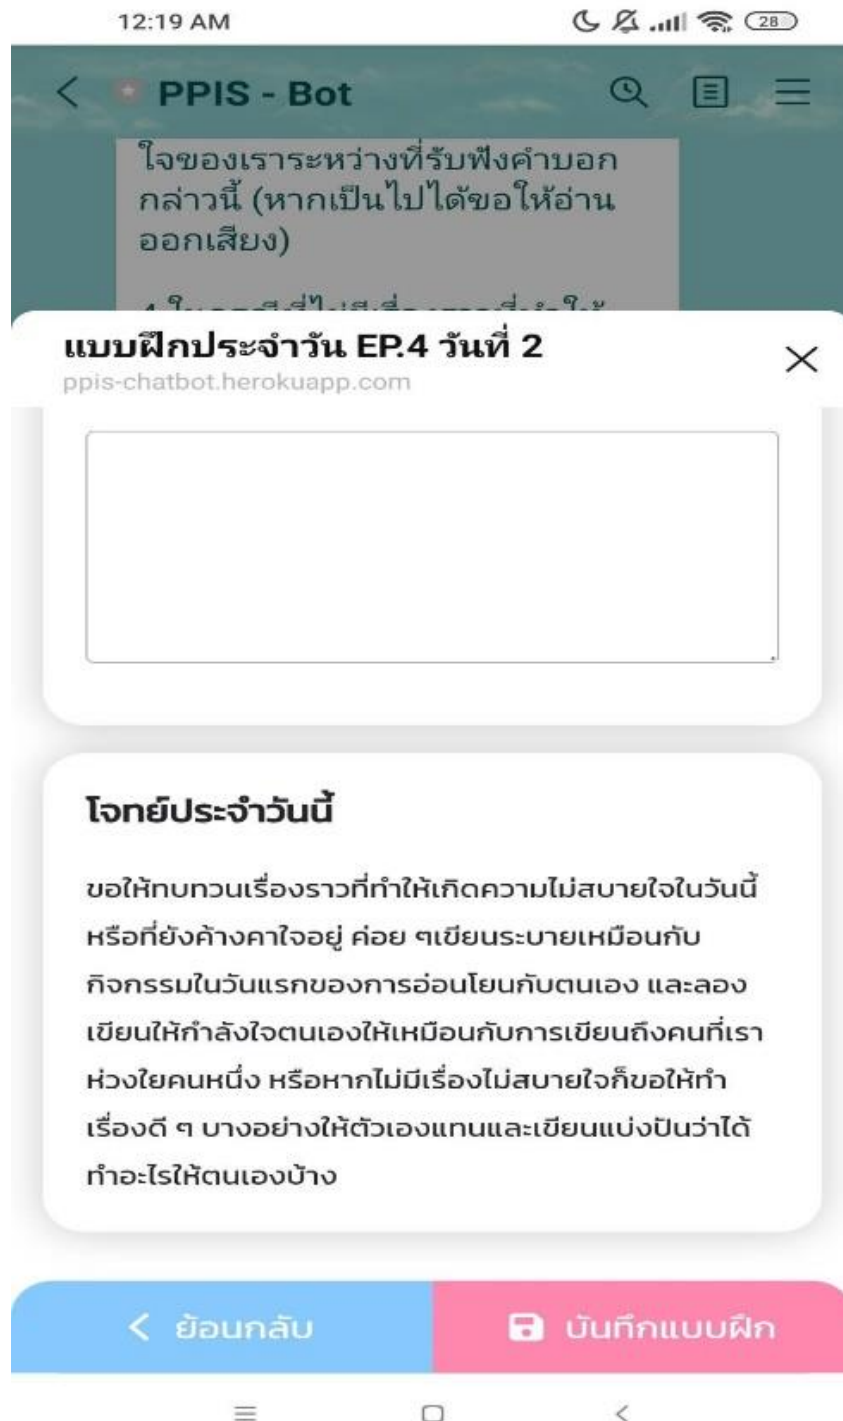 12:19 AM
28
PPIS - Bot
ใจของเราระหว่างที่รับฟังคำบอก
กล่าวนี้ (หากเป็นไปได้ขอให้อ่าน
ออกเสียง)
แบบฝึกประจำวัน EP.4 วันที่ 2
ppis-chatbot.herokuapp.com
โจทย์ประจำวันนี้
ขอให้ทบทวนเรื่องราวที่ทำให้เกิดความไม่สบายใจในวันนี้
หรือที่ยังค้างคาใจอยู่ ค่อย ๆเขียนระบายเหมือนกับ
กิจกรรมในวันแรกของการอ่อนโยนกับตนเอง และลอง
เขียนให้กำลังใจตนเองให้เหมือนกับการเขียนถึงคนที่เรา
ห่วงใยคนหนึ่ง หรือหากไม่มีเรื่องไม่สบายใจก็ขอให้ทำ
เรื่องดี ๆ บางอย่างให้ตัวเองแทนและเขียนแบ่งปันว่าได้
ทำอะไรให้ตนเองบ้าง
ย้อนกลับ
บันทึกแบบฝึก